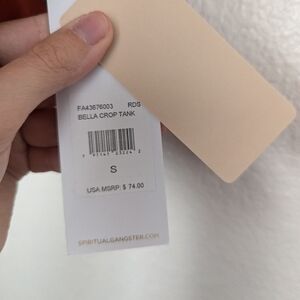 FA43676003 RDS
BELLA CROP TANK
S
USA MSRP: $ 74.00
SPIRITUALGANGSTER.COM